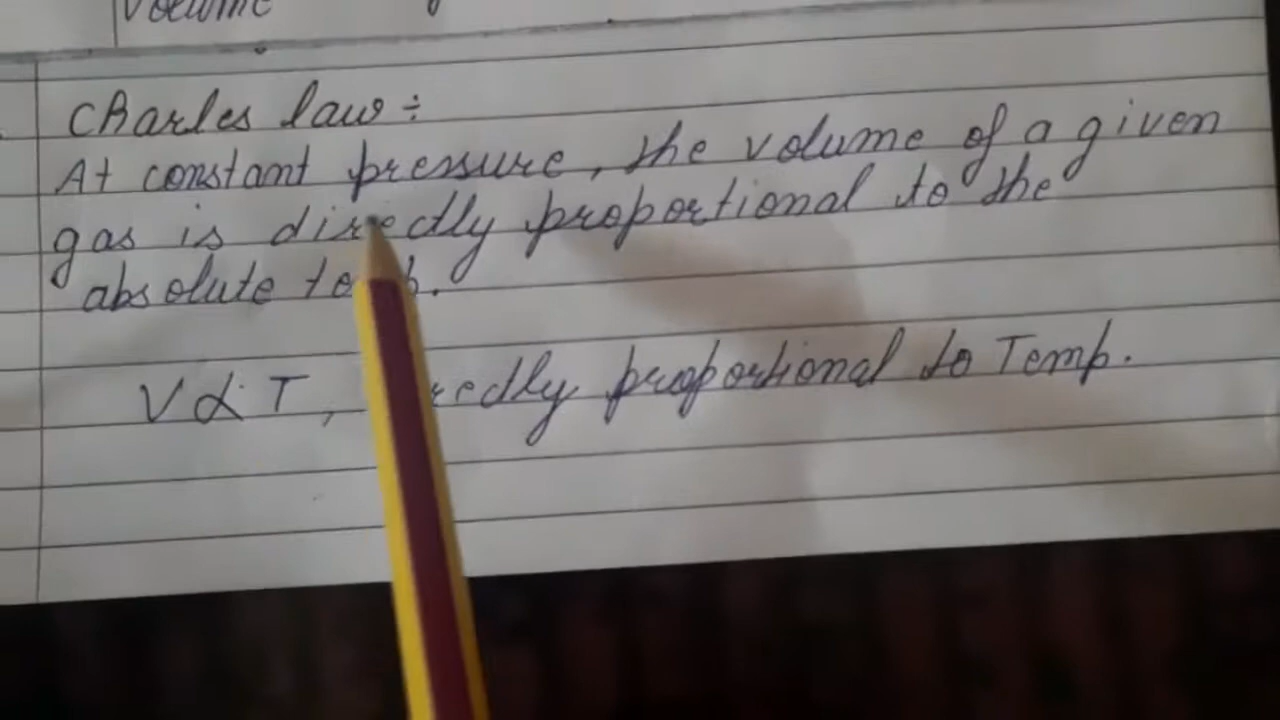 Volume
Charles law ÷
At constant pressure, the volume of a given
gas is directly proportional to the
absolute
V α T, proportional to Temp.